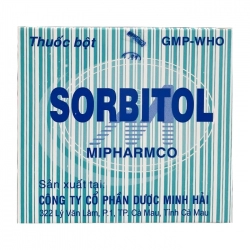 Thuốc bột GMP-WHO
SORBITOL
MIPHARMCO
Sản xuất tại:
CÔNG TY CỔ PHẦN DƯỢC MINH HẢI
322 Lý Văn Lâm, P.1, TP. Cà Mau, Tỉnh Cà Mau